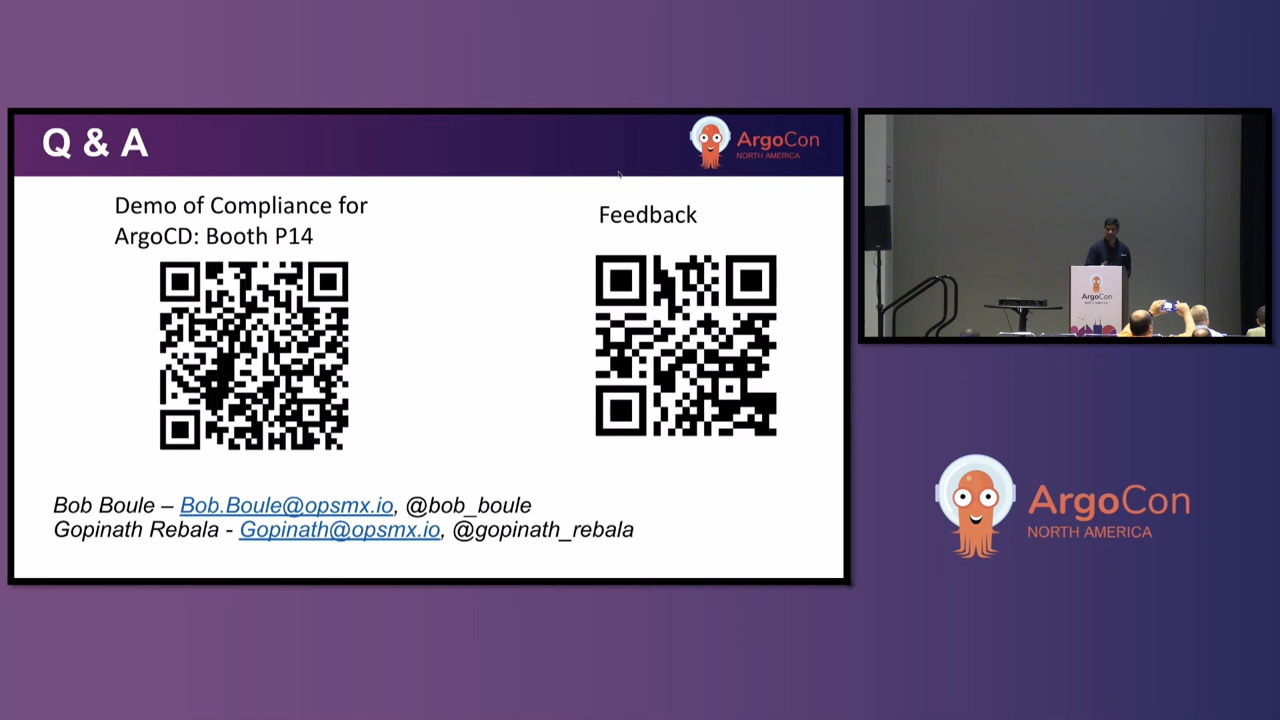 Q & A
ArgoCon
NORTH AMERICA
Demo of Compliance for
ArgoCD: Booth P14
Feedback
Bob Boule – Bob.Boule@opsmx.io, @bob_boule
Gopinath Rebala - Gopinath@opsmx.io, @gopinath_rebala
ArgoCon
ArgoCon
NORTH AMERICA